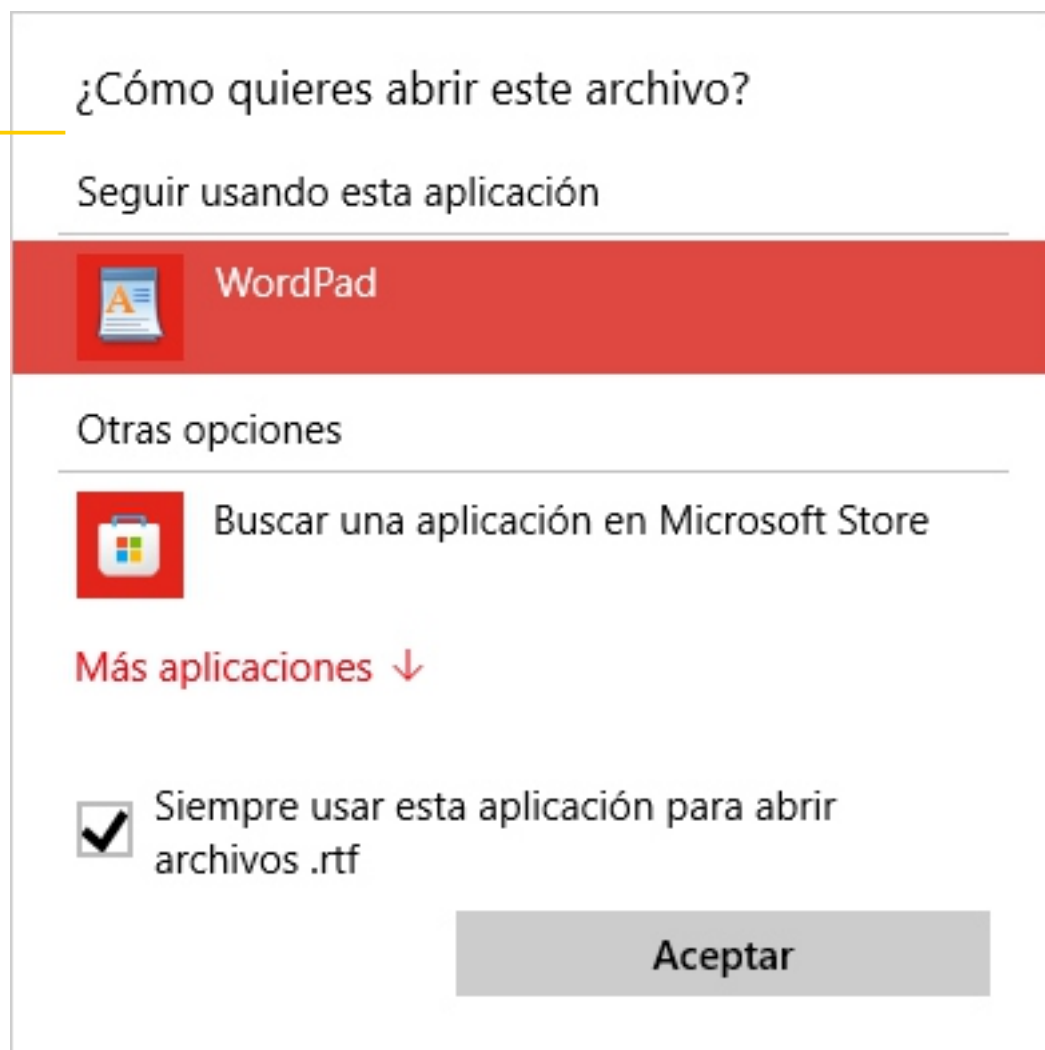 ¿Cómo quieres abrir este archivo?
Seguir usando esta aplicación
WordPad
Otras opciones
Buscar una aplicación en Microsoft Store
Más aplicaciones ↓
Siempre usar esta aplicación para abrir
archivos .rtf
Aceptar